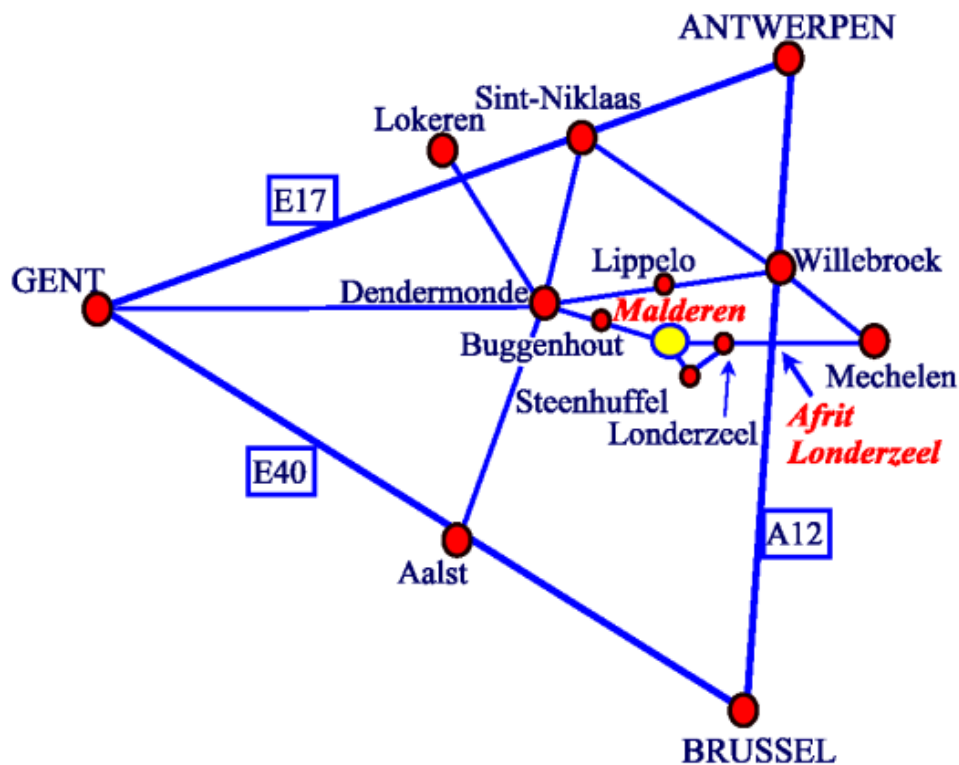 ANTWERPEN
Sint-Niklaas
Lokeren
E17
Lippelo
Willebroek
GENT
Dendermonde
Malderen
Buggenhout
Mechelen
Steenhuffel
Londerzeel
Afrit
Londerzeel
E40
A12
Aalst
BRUSSEL